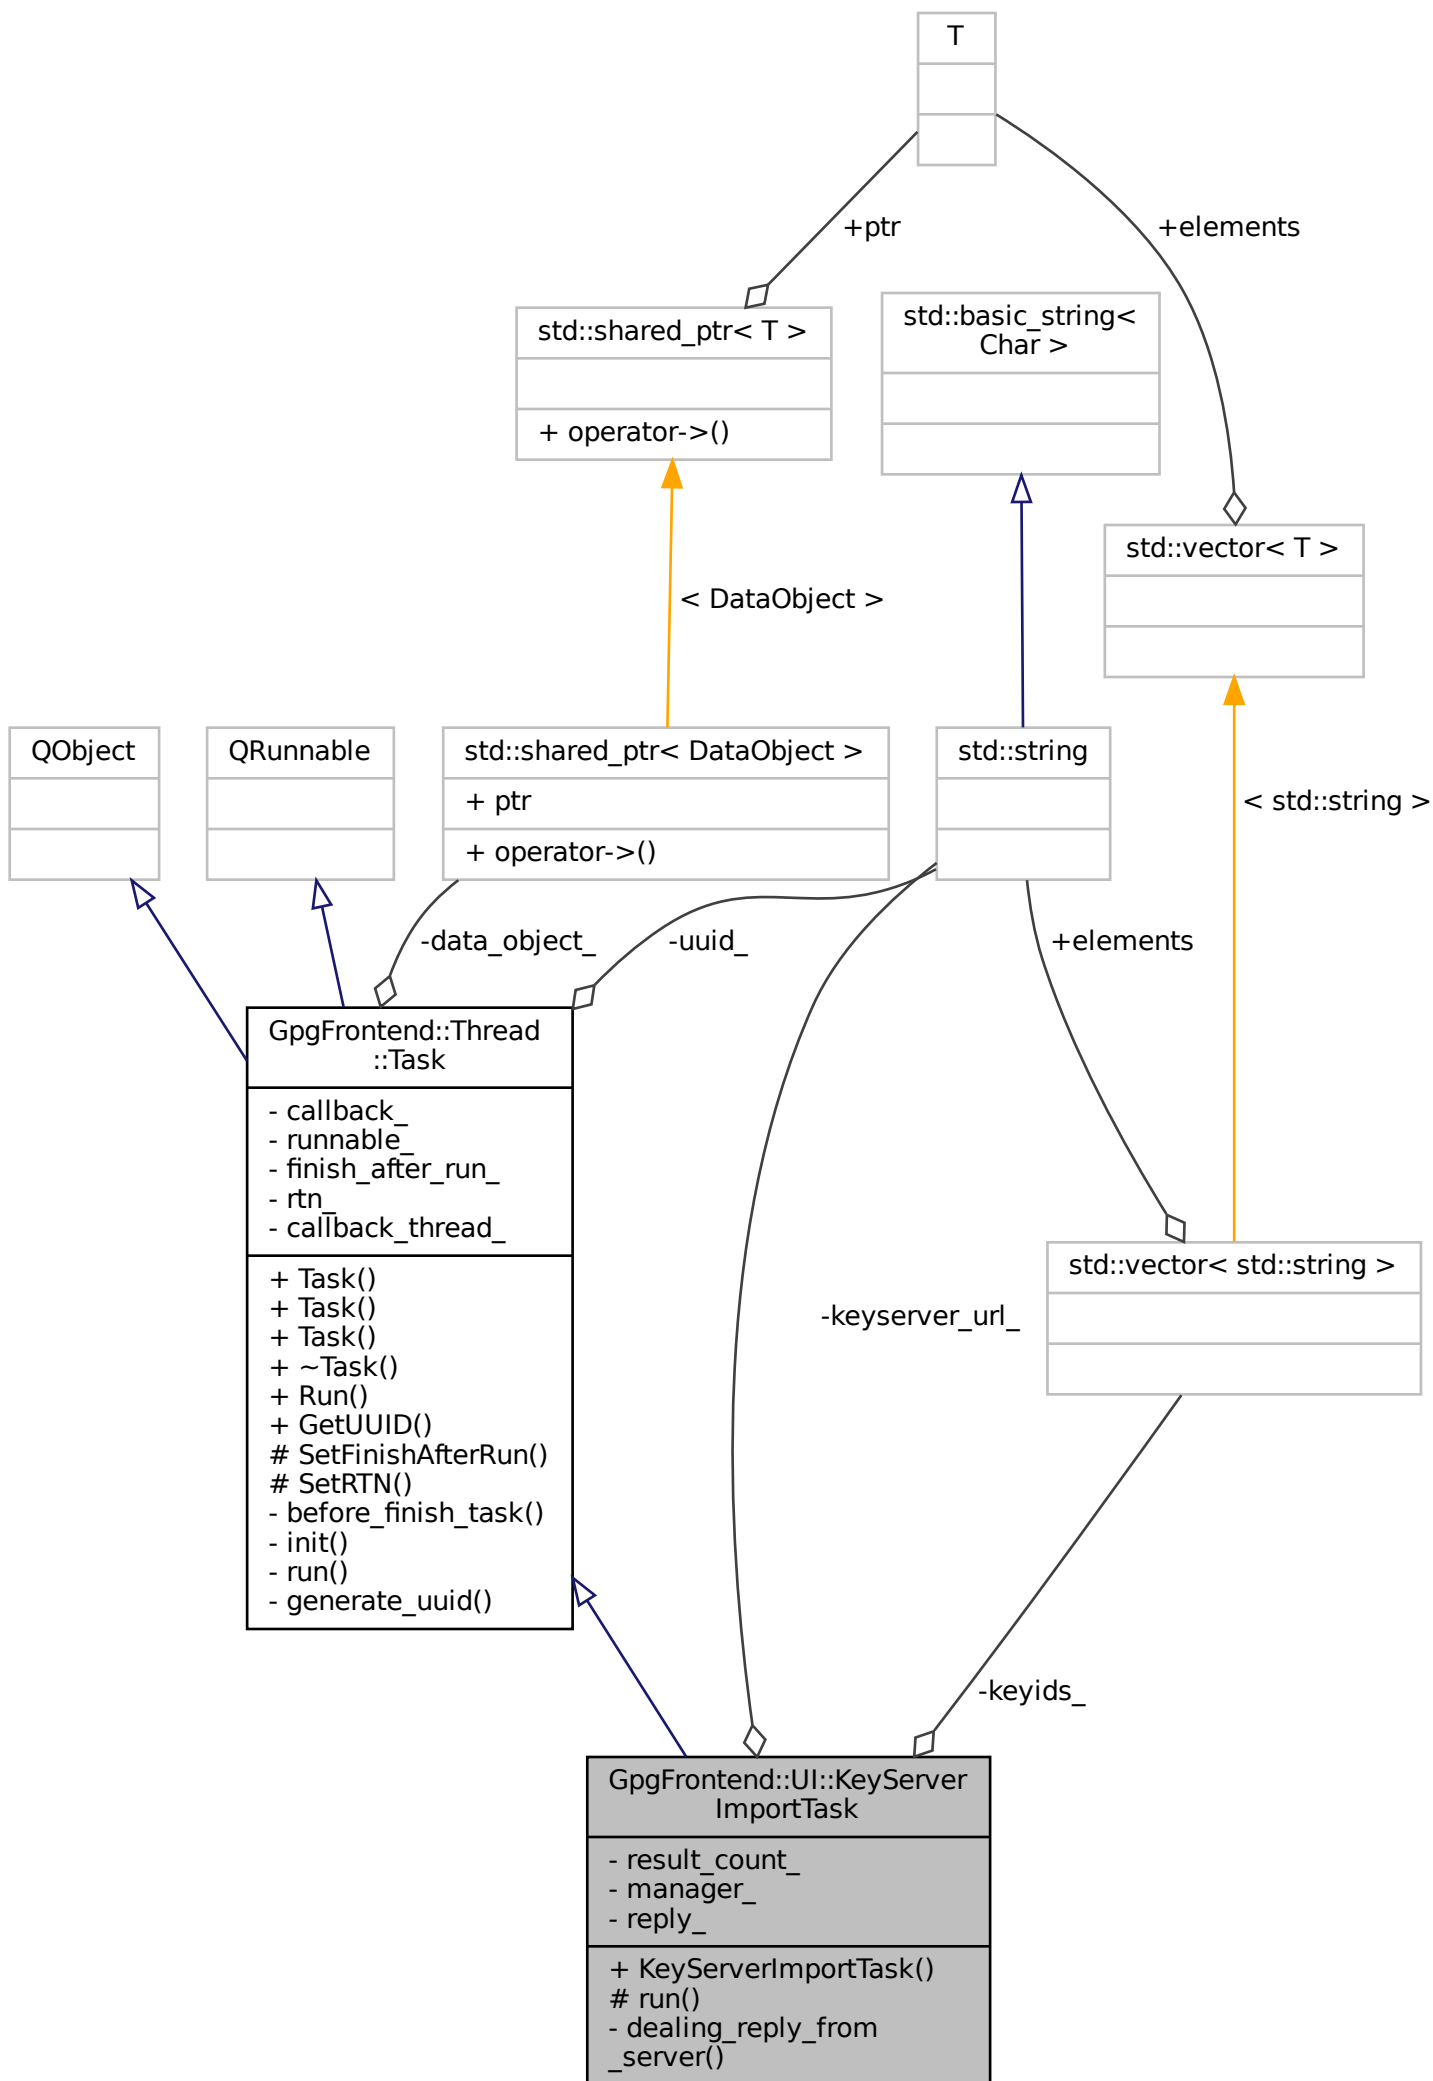 T
+ptr
+elements
std::shared_ptr< T >
+ operator->()
std::basic_string<
Char >
std::vector< T >
< DataObject >
QObject
QRunnable
std::shared_ptr< DataObject >
+ ptr
+ operator->()
std::string
< std::string >
-data_object_
-uuid_
+elements
GpgFrontend::Thread
::Task
- callback_
- runnable_
- finish_after_run_
- rtn_
- callback_thread_
+ Task()
+ Task()
+ Task()
+ ~Task()
+ Run()
+ GetUUID()
# SetFinishAfterRun()
# SetRTN()
- before_finish_task()
- init()
- run()
- generate_uuid()
-keyserver_url_
std::vector< std::string >
-keyids_
GpgFrontend::UI::KeyServer
ImportTask
- result_count_
- manager_
- reply_
+ KeyServerImportTask()
# run()
- dealing_reply_from
_server()